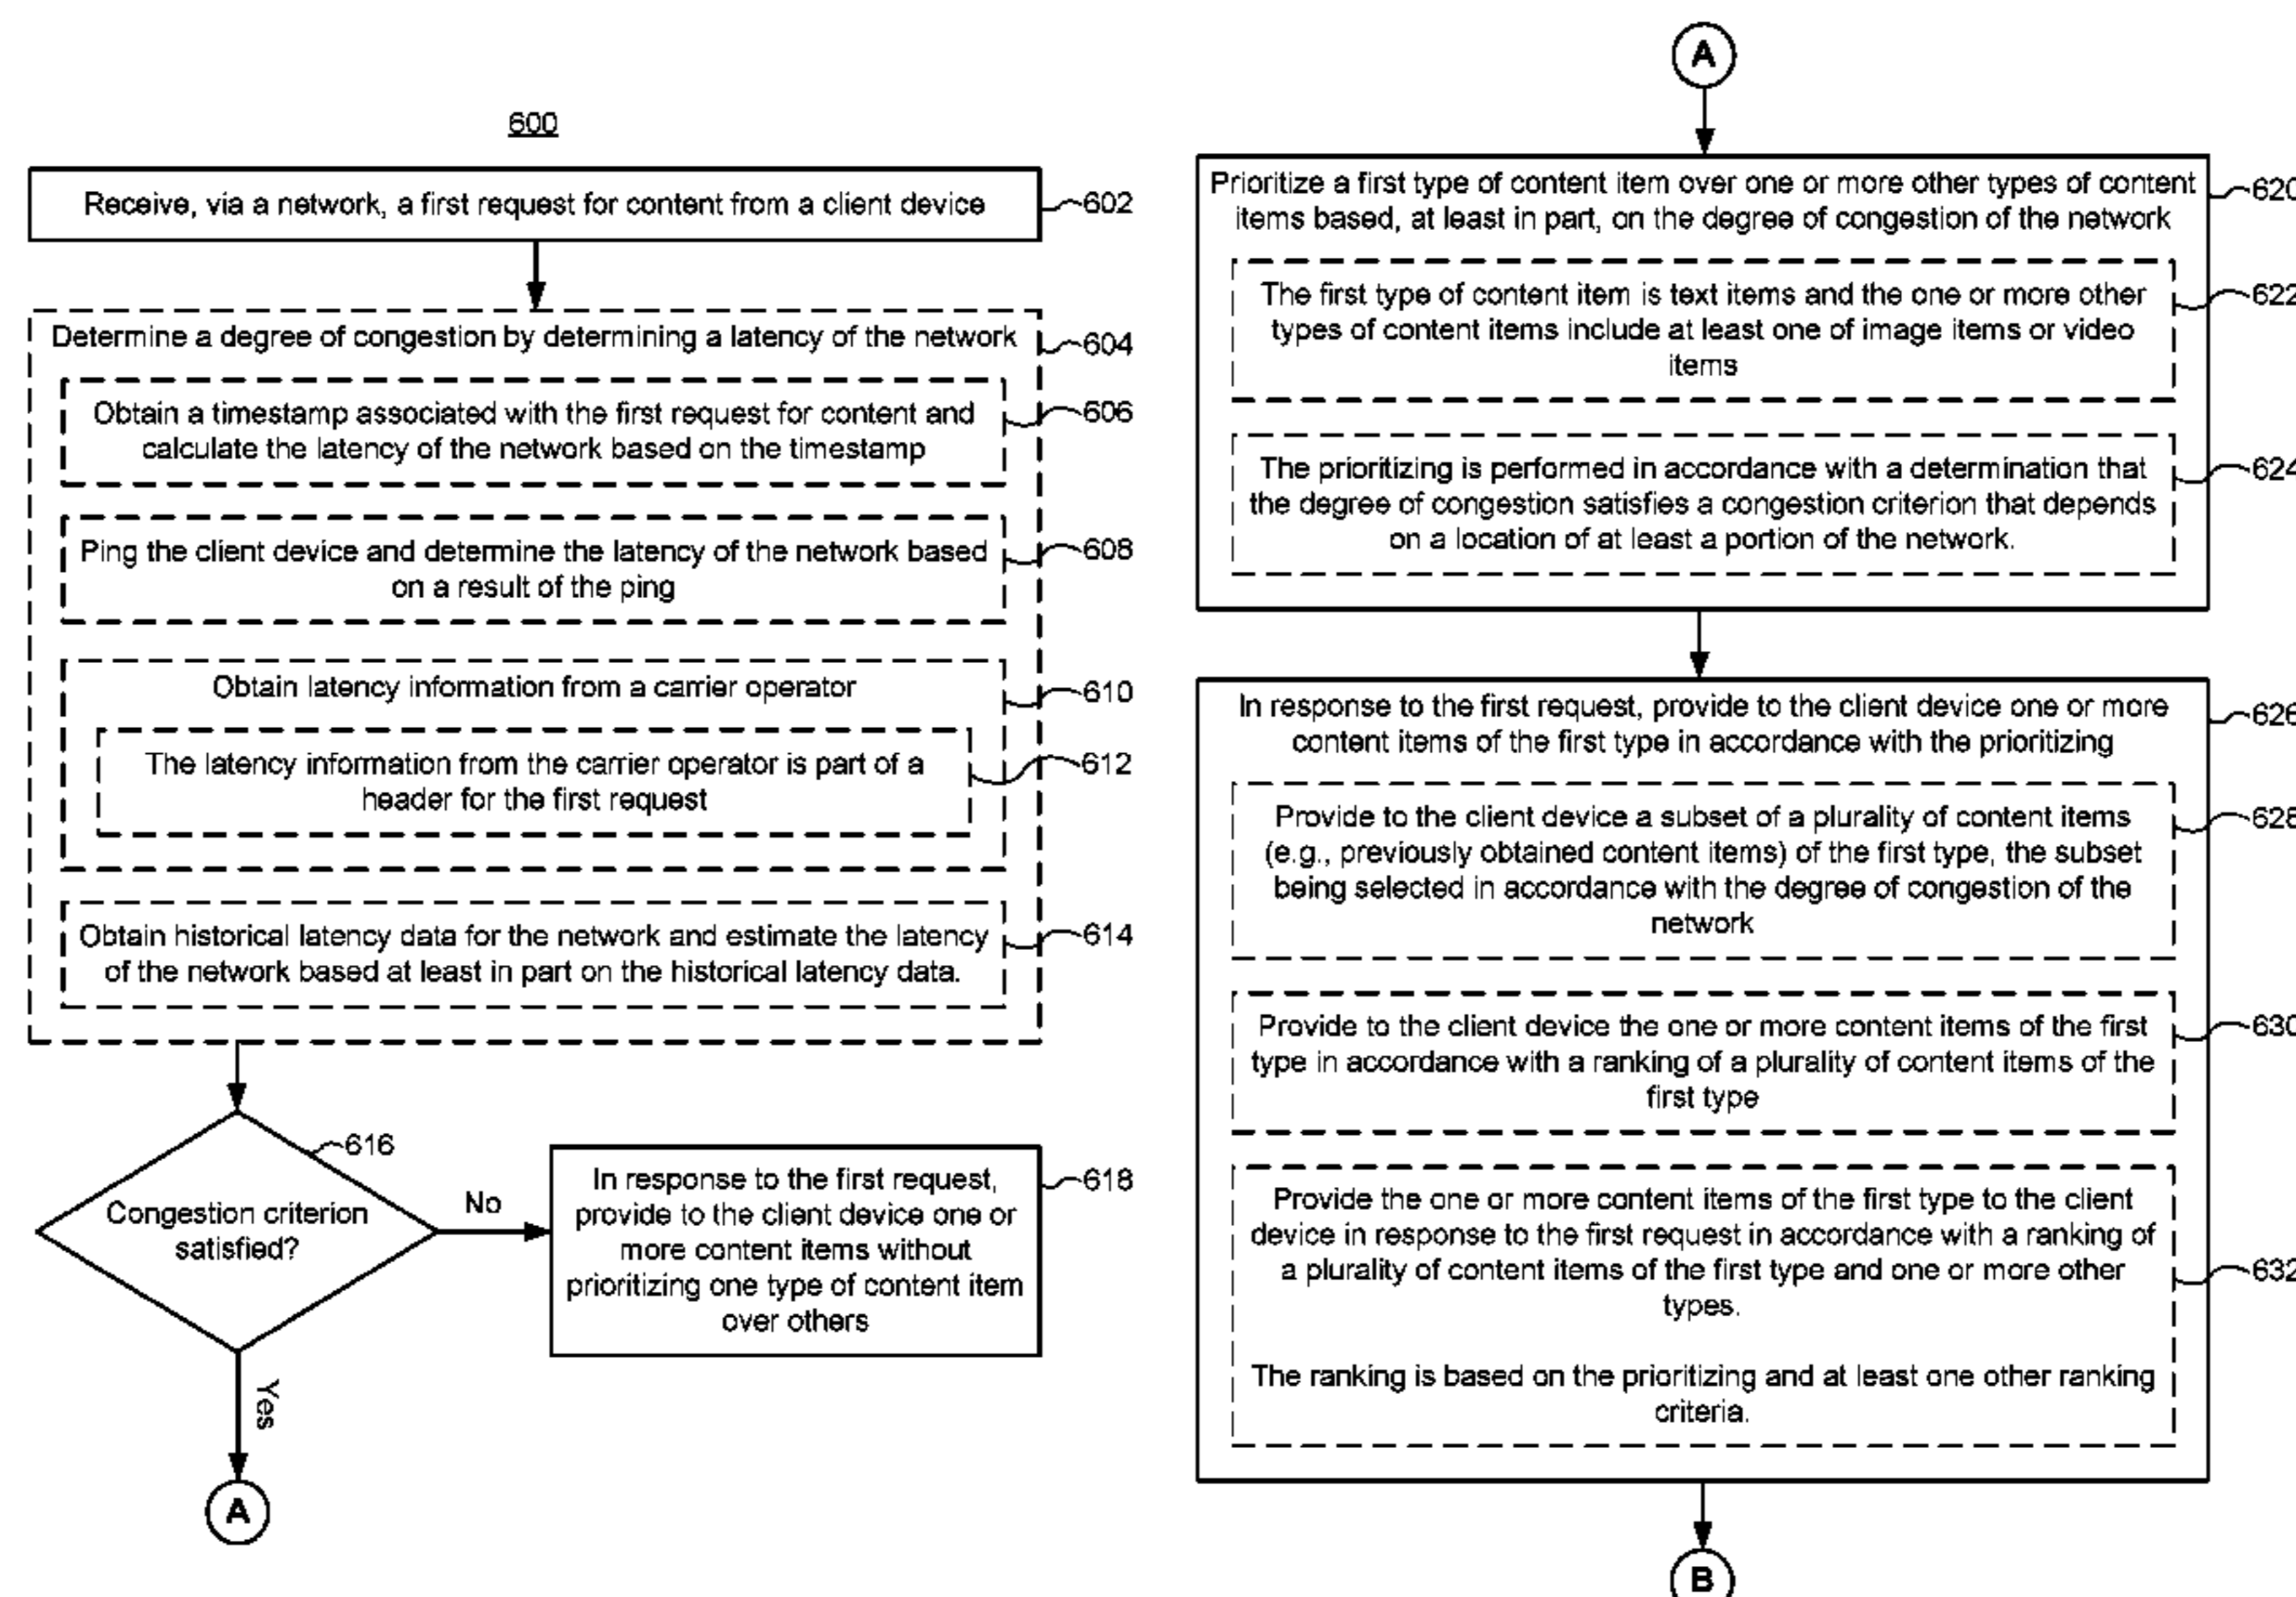 600
Receive, via a network, a first request for content from a client device
602
Determine a degree of congestion by determining a latency of the network
604
Obtain a timestamp associated with the first request for content and
calculate the latency of the network based on the timestamp
606
Ping the client device and determine the latency of the network based
on a result of the ping
608
Obtain latency information from a carrier operator
610
The latency information from the carrier operator is part of a
header for the first request
612
Obtain historical latency data for the network and estimate the latency
of the network based at least in part on the historical latency data.
614
616
Congestion criterion
satisfied?
No
In response to the first request,
provide to the client device one or
more content items without
prioritizing one type of content item
over others
618
Yes
A
A
Prioritize a first type of content item over one or more other types of content
items based, at least in part, on the degree of congestion of the network
620
The first type of content item is text items and the one or more other
types of content items include at least one of image items or video
items
622
The prioritizing is performed in accordance with a determination that
the degree of congestion satisfies a congestion criterion that depends
on a location of at least a portion of the network.
624
In response to the first request, provide to the client device one or more
content items of the first type in accordance with the prioritizing
626
Provide to the client device a subset of a plurality of content items
(e.g., previously obtained content items) of the first type, the subset
being selected in accordance with the degree of congestion of the
network
628
Provide to the client device the one or more content items of the first
type in accordance with a ranking of a plurality of content items of the
first type
630
Provide the one or more content items of the first type to the client
device in response to the first request in accordance with a ranking of
a plurality of content items of the first type and one or more other
types.
The ranking is based on the prioritizing and at least one other ranking
criteria.
632
B